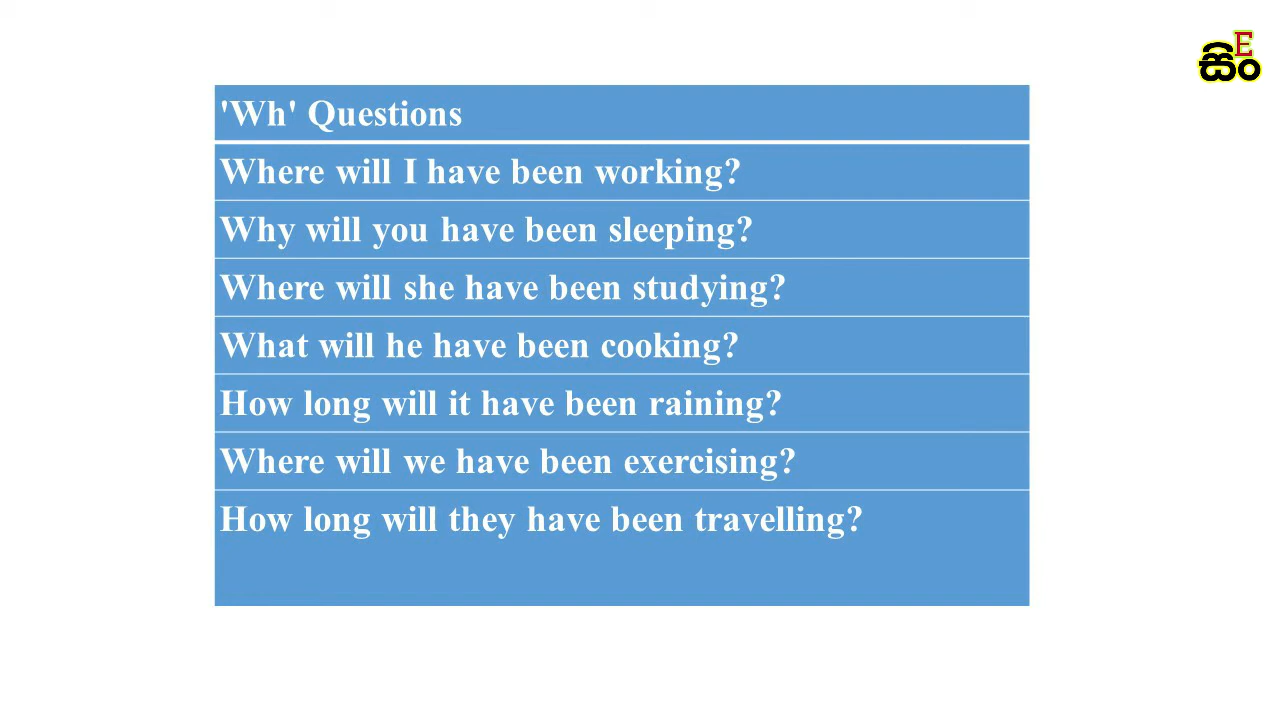 සිං
E
'Wh' Questions
Where will I have been working?
Why will you have been sleeping?
Where will she have been studying?
What will he have been cooking?
How long will it have been raining?
Where will we have been exercising?
How long will they have been travelling?